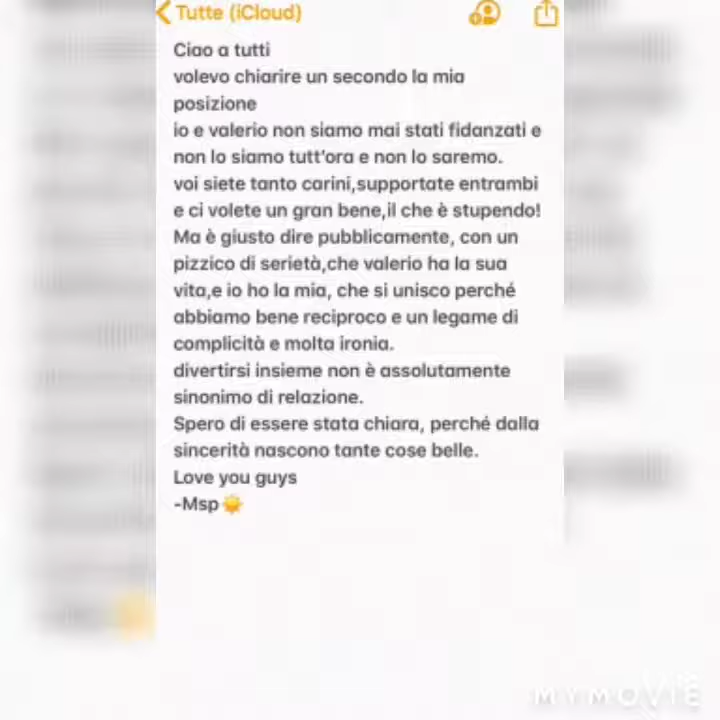 Tutte (iCloud)
Ciao a tutti
volevo chiarire un secondo la mia
posizione
io e valerio non siamo mai stati fidanzati e
non lo siamo tutt'ora e non lo saremo.
voi siete tanto carini,supportate entrambi
e ci volete un gran bene,il che è stupendo!
Ma è giusto dire pubblicamente, con un
pizzico di serietà,che valerio ha la sua
vita,e io ho la mia, che si unisco perché
abbiamo bene reciproco e un legame di
complicità e molta ironia.
divertirsi insieme non è assolutamente
sinonimo di relazione.
Spero di essere stata chiara, perché dalla
sincerità nascono tante cose belle.
Love you guys
-Msp
MYMOVIE